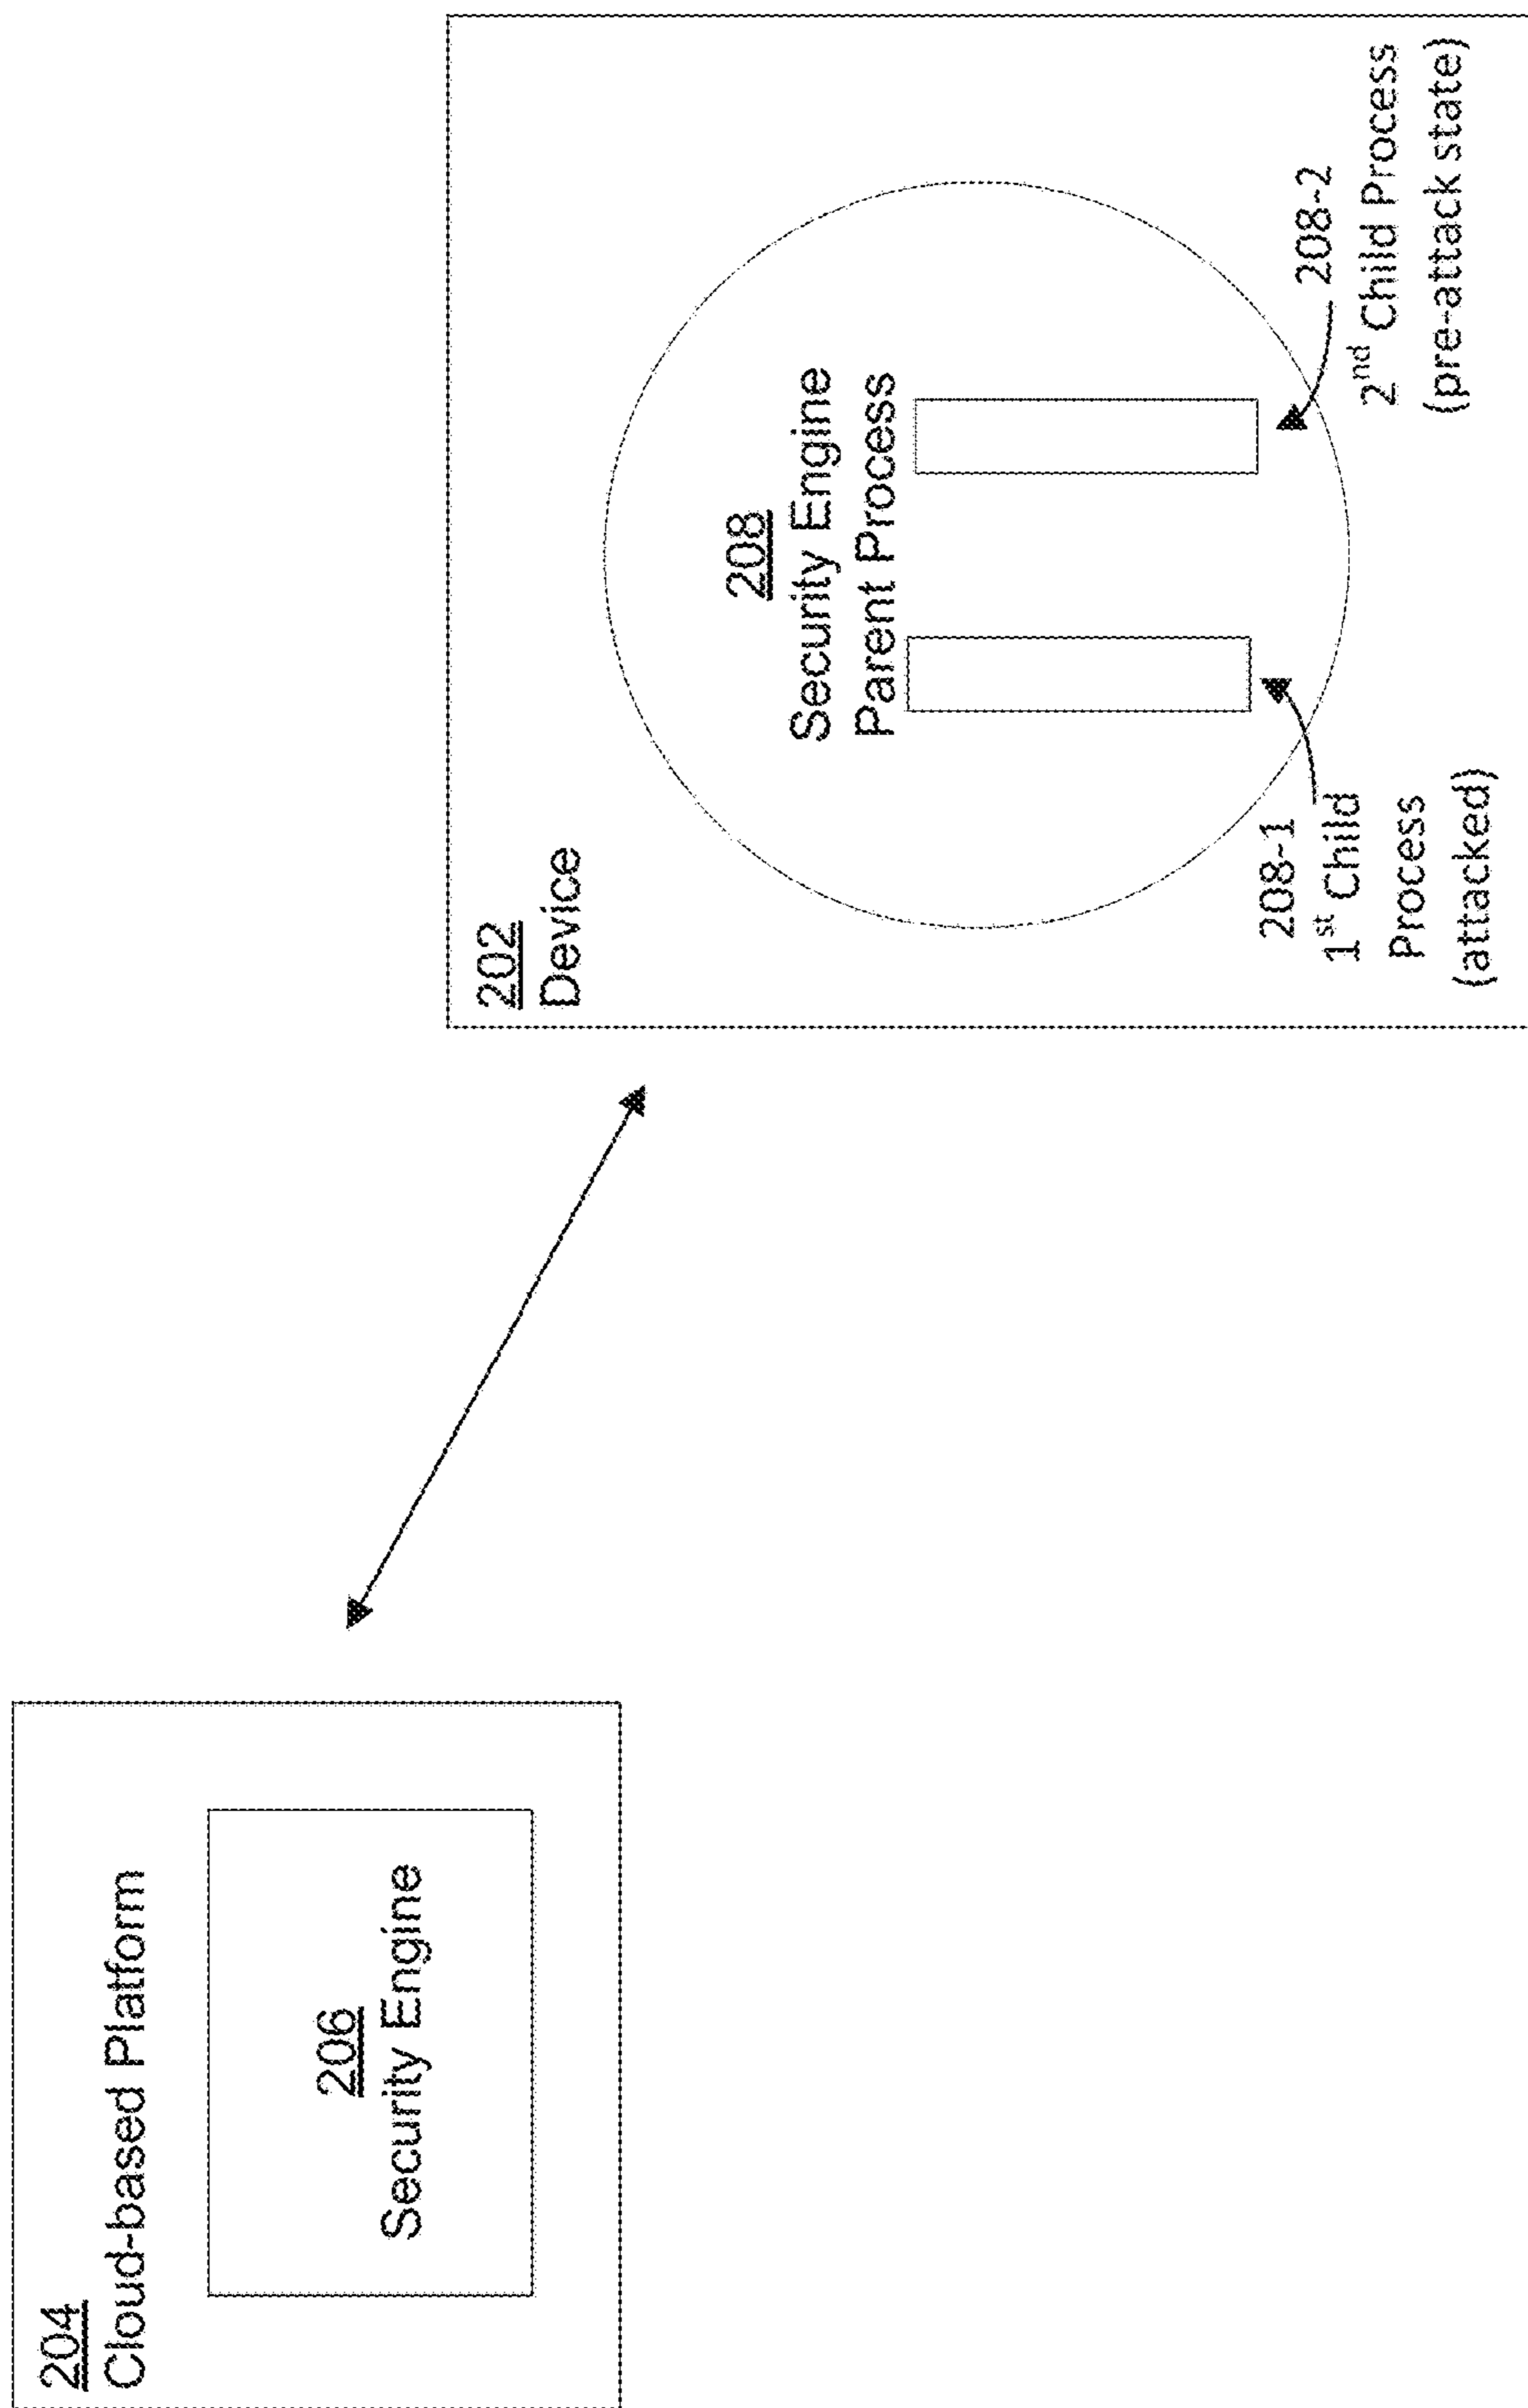 204
Cloud-based Platform
206
Security Engine
202
Device
208
Security Engine
Parent Process
208-1
1st Child
Process
(attacked)
208-2
2nd Child Process
(pre-attack state)